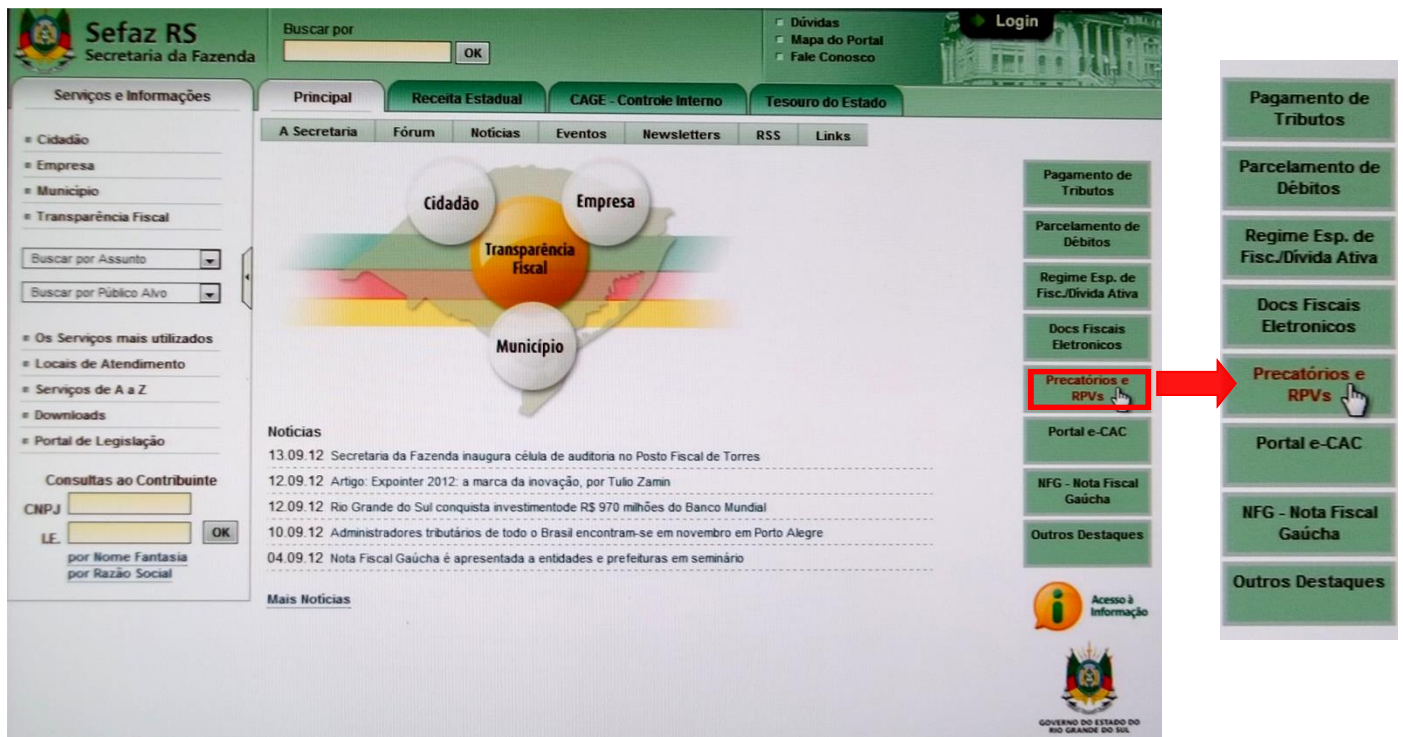 Sefaz RS
Secretaria da Fazenda
Buscar por
OK
Dúvidas
Mapa do Portal
Fale Conosco
Login
Serviços e Informações
Principal
Receita Estadual
CAGE - Controle Interno
Tesouro do Estado
A Secretaria
Fórum
Notícias
Eventos
Newsletters
RSS
Links
Cidadão
Empresa
Município
Transparência Fiscal
Buscar por Assunto
Buscar por Público Alvo
Os Serviços mais utilizados
Locais de Atendimento
Serviços de A a Z
Downloads
Portal de Legislação
Consultas ao Contribuinte
CNPJ
I.E.
OK
por Nome Fantasia
por Razão Social
Cidadão
Empresa
Transparência
Fiscal
Município
Notícias
13.09.12 Secretaria da Fazenda inaugura célula de auditoria no Posto Fiscal de Torres
12.09.12 Artigo: Expointer 2012: a marca da inovação, por Tulio Zamin
12.09.12 Rio Grande do Sul conquista investimentode R$ 970 milhões do Banco Mundial
10.09.12 Administradores tributários de todo o Brasil encontram-se em novembro em Porto Alegre
04.09.12 Nota Fiscal Gaúcha é apresentada a entidades e prefeituras em seminário
Mais Notícias
Pagamento de
Tributos
Parcelamento de
Débitos
Regime Esp. de
Fisc./Dívida Ativa
Docs Fiscais
Eletronicos
Precatórios e
RPVs
Portal e-CAC
NFG - Nota Fiscal
Gaúcha
Outros Destaques
Acesso à
Informação
GOVERNO DO ESTADO DO
RIO GRANDE DO SUL
Pagamento de
Tributos
Parcelamento de
Débitos
Regime Esp. de
Fisc./Dívida Ativa
Docs Fiscais
Eletronicos
Precatórios e
RPVs
Portal e-CAC
NFG - Nota Fiscal
Gaúcha
Outros Destaques